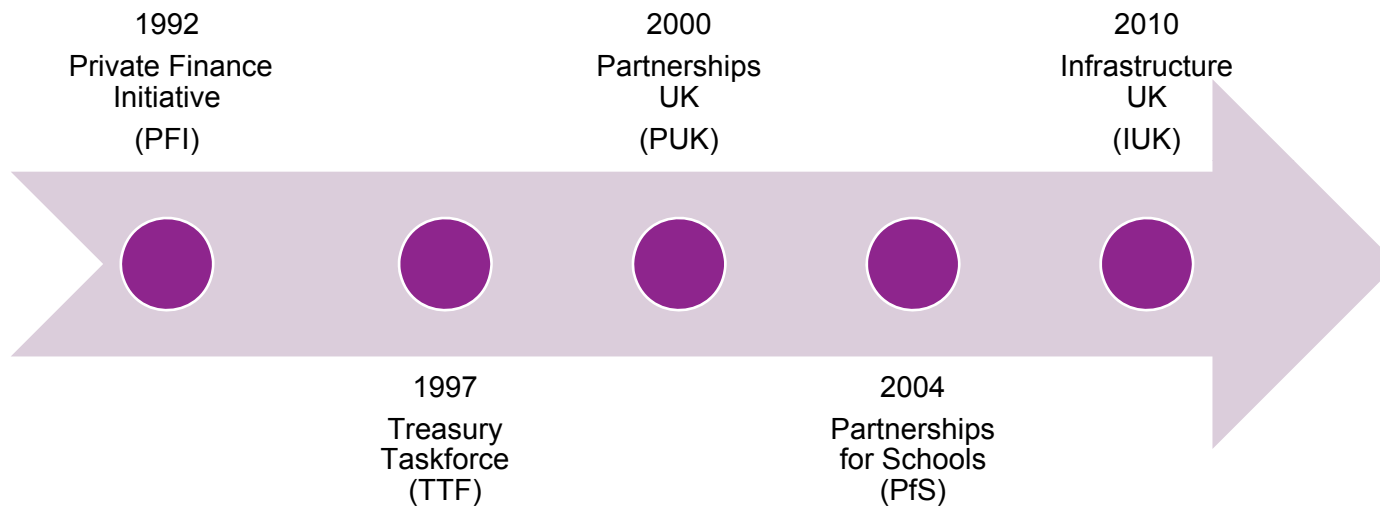 1992
Private Finance
Initiative
(PFI)
1997
Treasury
Taskforce
(TTF)
2000
Partnerships
UK
(PUK)
2004
Partnerships
for Schools
(PfS)
2010
Infrastructure
UK
(IUK)